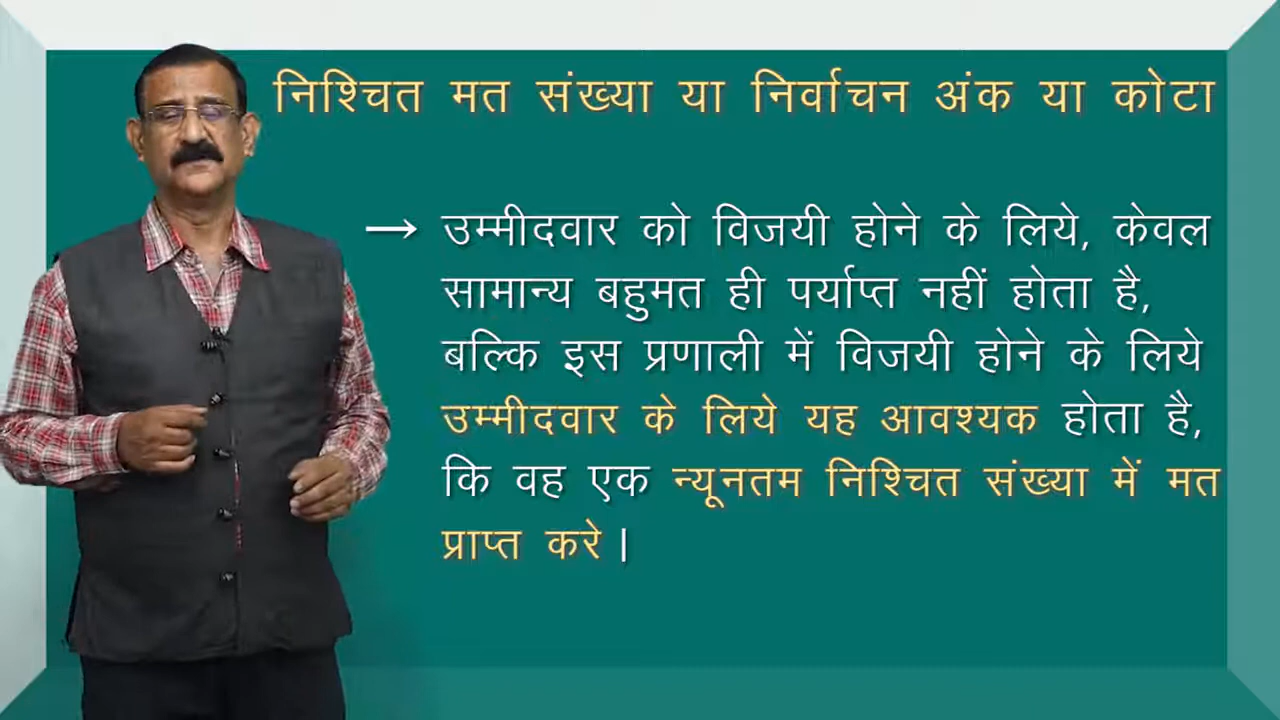 निश्चित मत संख्या या निर्वाचन अंक या कोटा
→ उम्मीदवार को विजयी होने के लिये, केवल
सामान्य बहुमत ही पर्याप्त नहीं होता है,
बल्कि इस प्रणाली में विजयी होने के लिये
उम्मीदवार के लिये यह आवश्यक होता है,
कि वह एक न्यूनतम निश्चित संख्या में मत
प्राप्त करे।